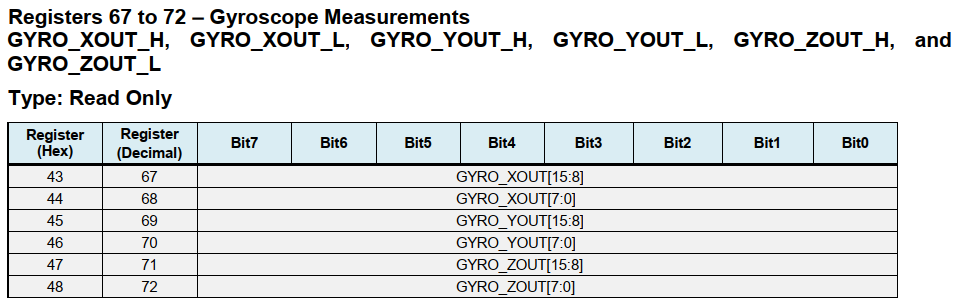 Registers 67 to 72 – Gyroscope Measurements
GYRO_XOUT_H, GYRO_XOUT_L, GYRO_YOUT_H, GYRO_YOUT_L, GYRO_ZOUT_H, and
GYRO_ZOUT_L
Type: Read Only
Register (Hex) Register (Decimal) Bit7 Bit6 Bit5 Bit4 Bit3 Bit2 Bit1 Bit0
43 67 GYRO_XOUT[15:8]
44 68 GYRO_XOUT[7:0]
45 69 GYRO_YOUT[15:8]
46 70 GYRO_YOUT[7:0]
47 71 GYRO_ZOUT[15:8]
48 72 GYRO_ZOUT[7:0]